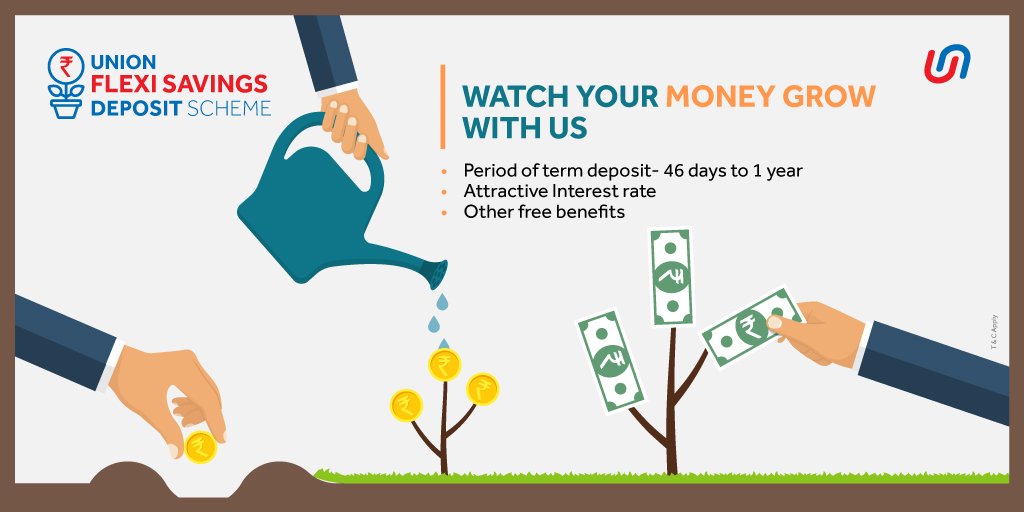 UNION
FLEXI SAVINGS
DEPOSIT SCHEME
WATCH YOUR MONEY GROW
WITH US
• Period of term deposit- 46 days to 1 year
• Attractive Interest rate
• Other free benefits
T & C Apply
₹
₹
₹
₹
₹
₹
₹
₹